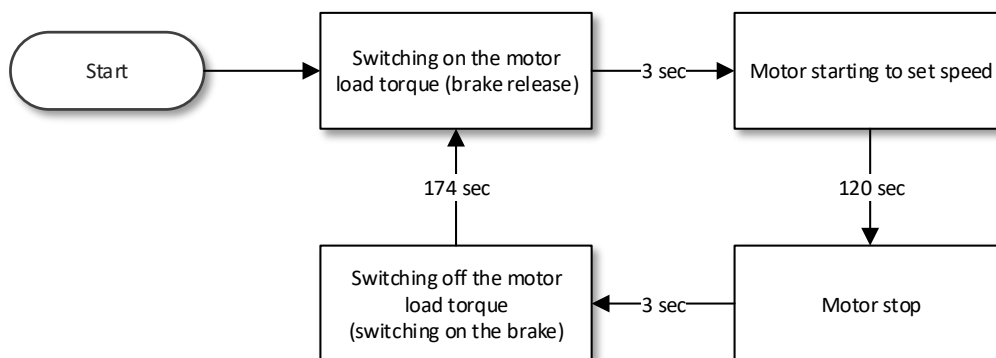 Start
Switching on the motor
load torque (brake release)
3 sec
Motor starting to set speed
174 sec
120 sec
Switching off the motor
load torque
(switching on the brake)
3 sec
Motor stop